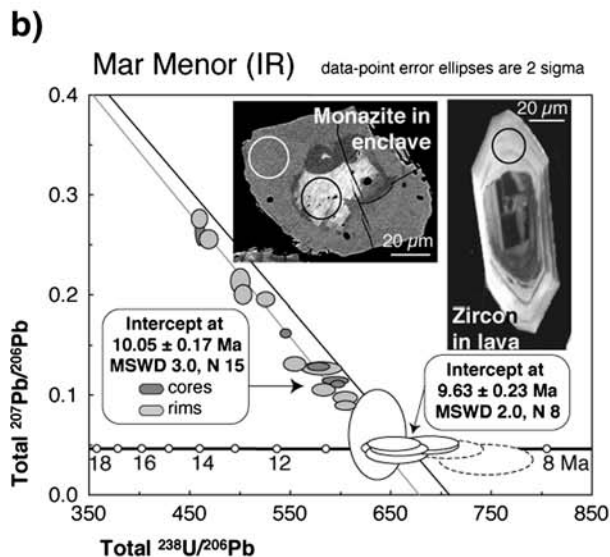 b)
Mar Menor (IR) data-point error ellipses are 2 sigma
0.4
0.3
0.2
0.1
0.0
Total ²⁰⁷Pb/²⁰⁶Pb
Monazite in
enclave
20 µm
20 µm
Zircon
in lava
Intercept at
10.05 ± 0.17 Ma
MSWD 3.0, N 15
cores
rims
Intercept at
9.63 ± 0.23 Ma
MSWD 2.0, N 8
18 16 14 12 8 Ma
350 450 550 650 750 850
Total ²³⁸U/²⁰⁶Pb